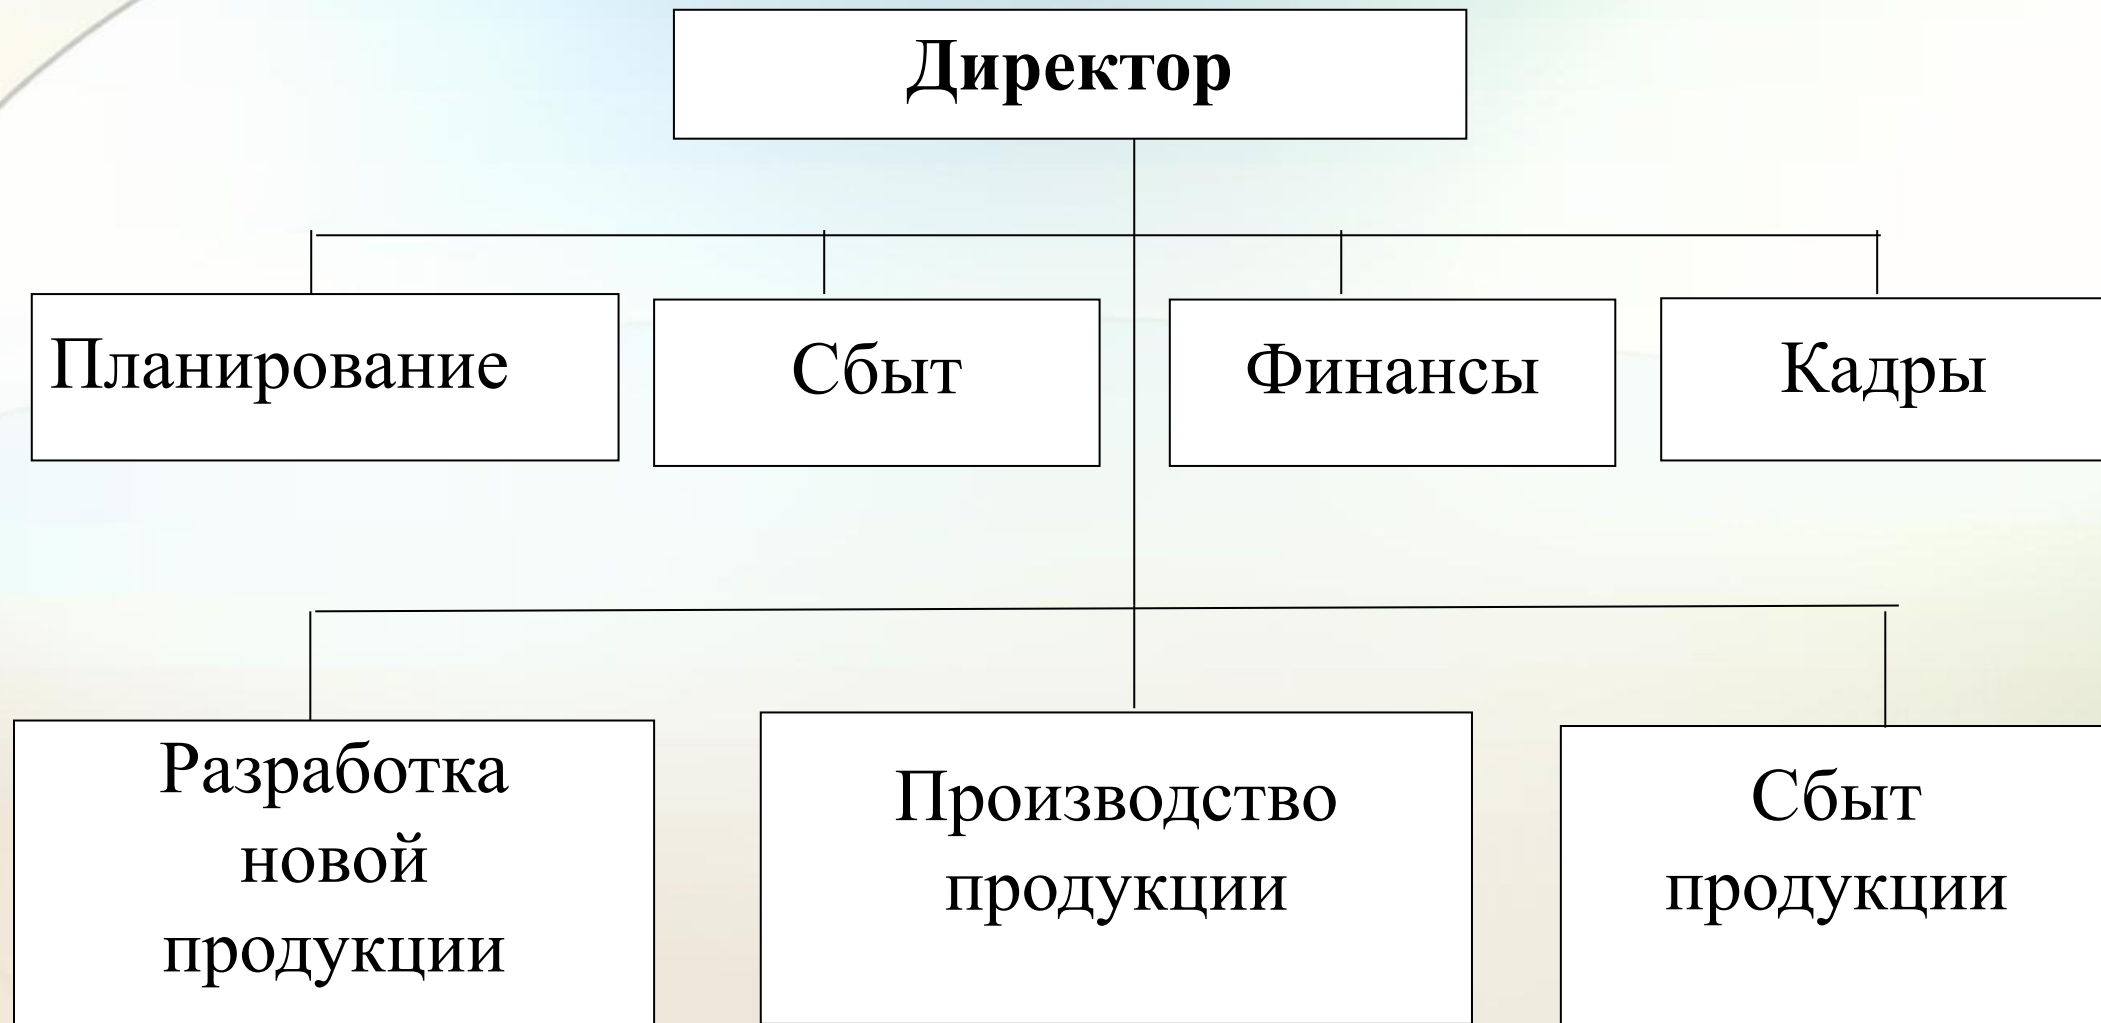 Директор
Планирование
Сбыт
Финансы
Кадры
Разработка
новой
продукции
Производство
продукции
Сбыт
продукции